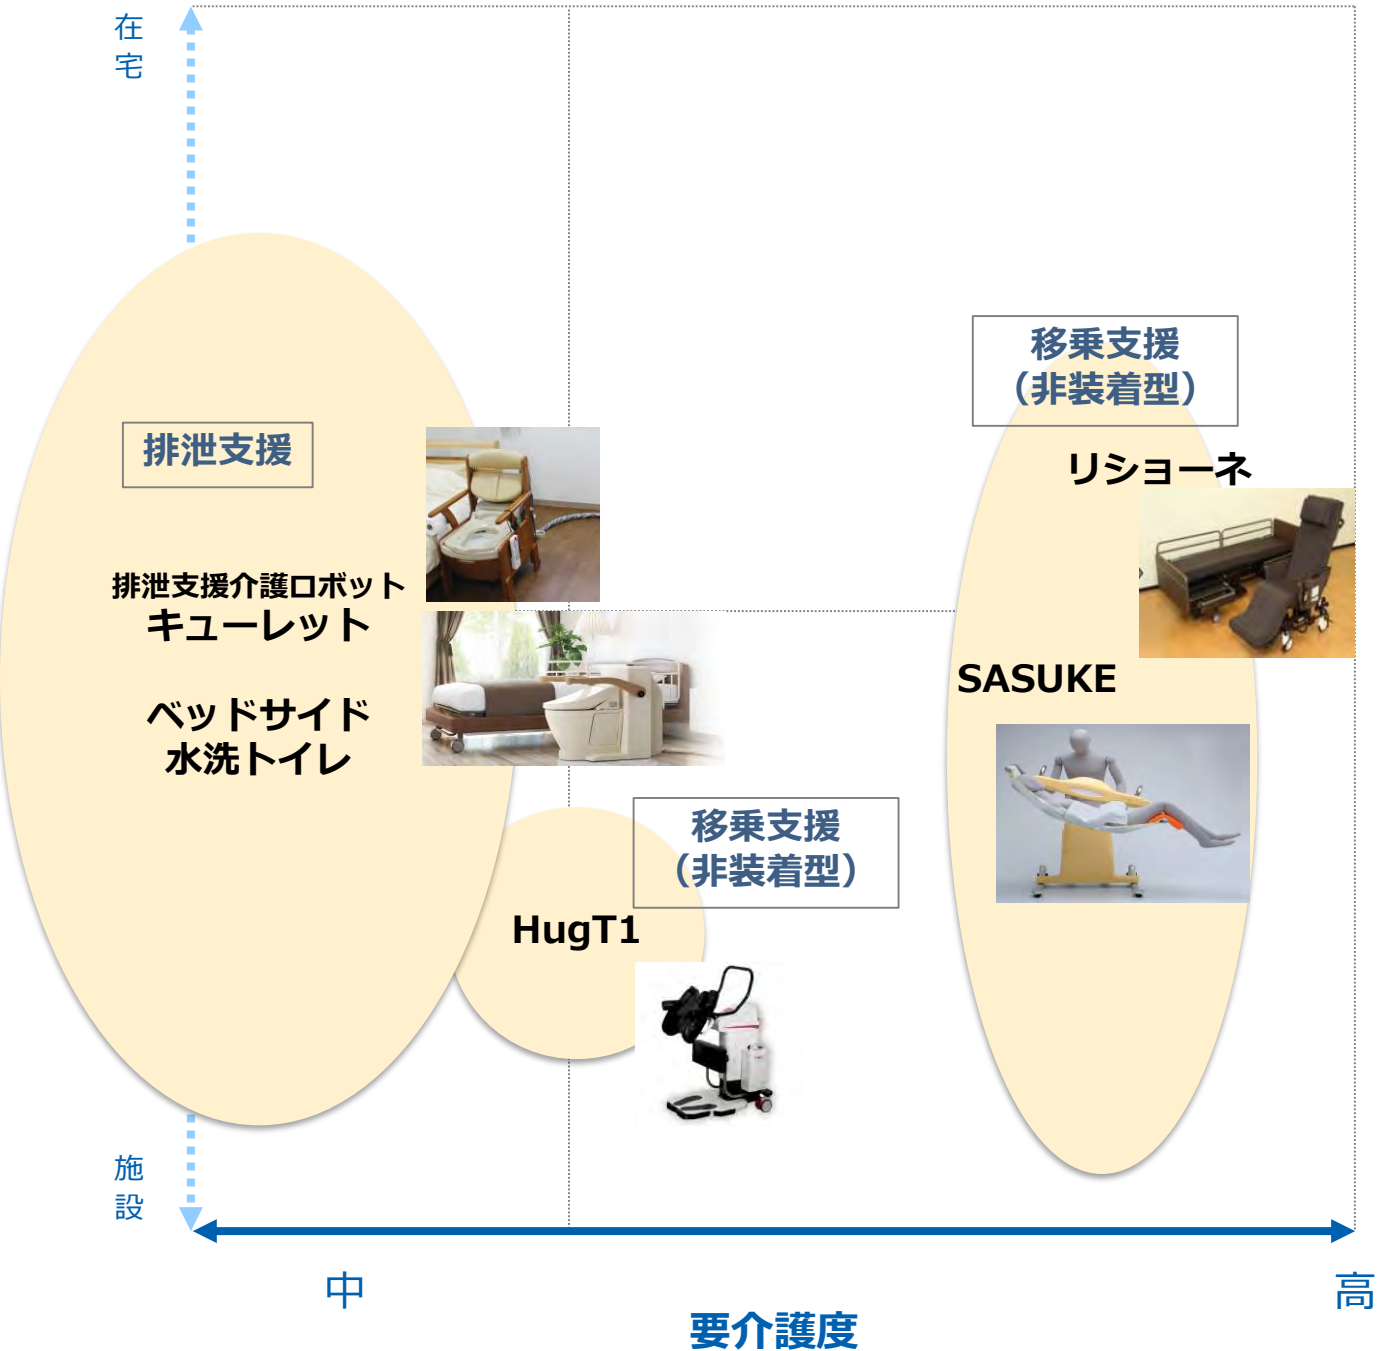 在
宅
移乗支援
（非装着型）
排泄支援
リショーネ
排泄支援介護ロボット
キューレット
SASUKE
ベッドサイド
水洗トイレ
移乗支援
（非装着型）
HugT1
施
設
中
高
要介護度